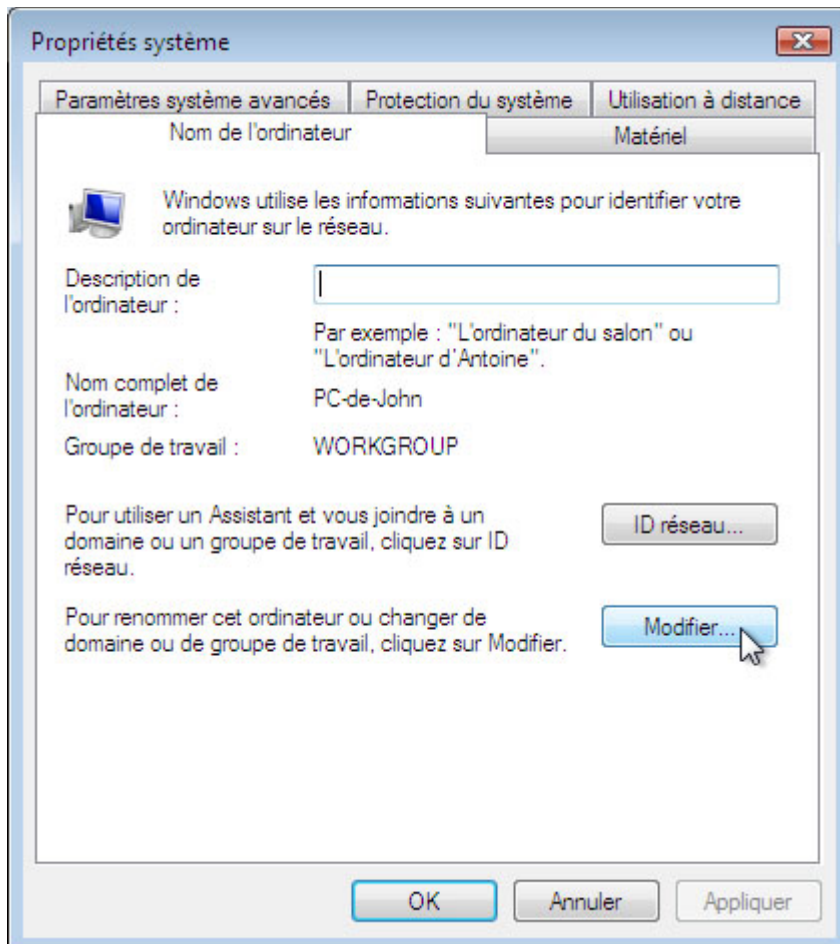 Propriétés système
Paramètres système avancés
Protection du système
Utilisation à distance
Nom de l'ordinateur
Matériel
Windows utilise les informations suivantes pour identifier votre
ordinateur sur le réseau.
Description de
l'ordinateur :
Par exemple : "L'ordinateur du salon" ou
"L'ordinateur d'Antoine".
Nom complet de
l'ordinateur :
PC-de-John
Groupe de travail :
WORKGROUP
Pour utiliser un Assistant et vous joindre à un
domaine ou un groupe de travail, cliquez sur ID
réseau.
ID réseau...
Pour renommer cet ordinateur ou changer de
domaine ou de groupe de travail, cliquez sur Modifier.
Modifier...
OK
Annuler
Appliquer